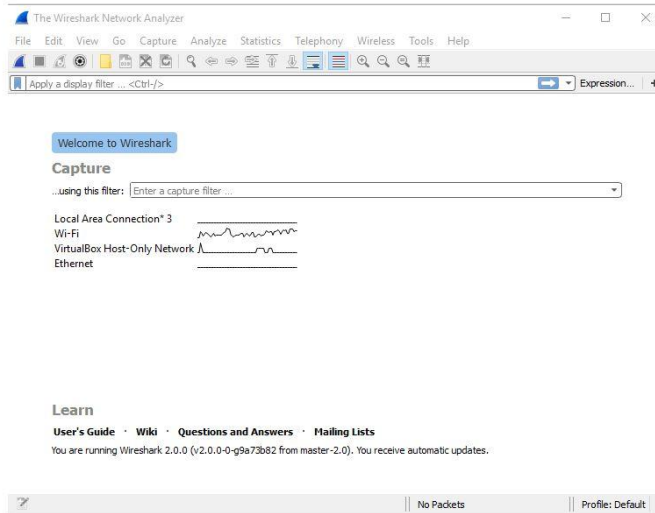 The Wireshark Network Analyzer
File Edit View Go Capture Analyze Statistics Telephony Wireless Tools Help
Apply a display filter ... <Ctrl-/> Expression... +
Welcome to Wireshark
Capture
...using this filter: Enter a capture filter ...
Local Area Connection* 3
Wi-Fi
VirtualBox Host-Only Network
Ethernet
Learn
User's Guide · Wiki · Questions and Answers · Mailing Lists
You are running Wireshark 2.0.0 (v2.0.0-0-g9a73b82 from master-2.0). You receive automatic updates.
No Packets Profile: Default